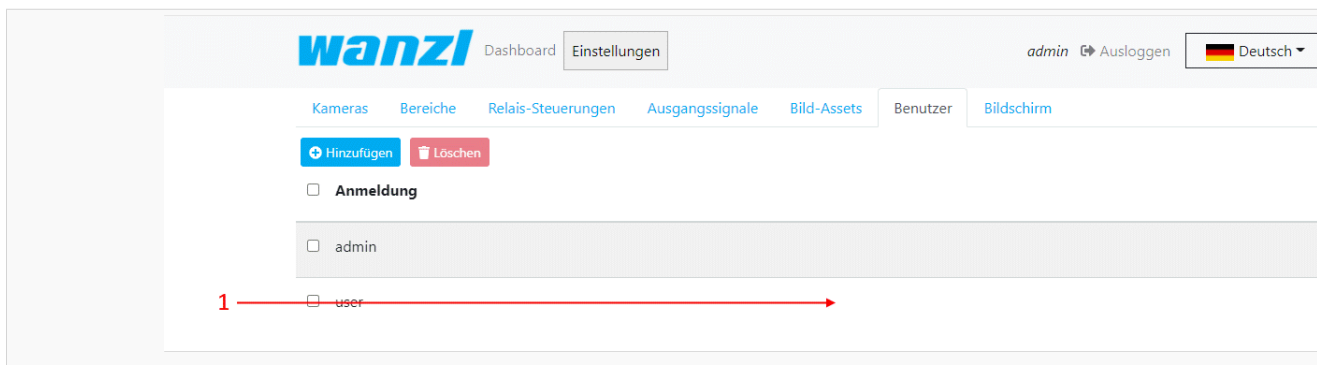 wanzl Dashboard Einstellungen admin Ausloggen Deutsch
Kameras Bereiche Relais-Steuerungen Ausgangssignale Bild-Assets Benutzer Bildschirm
Hinzufügen Löschen
Anmeldung
admin
1 user